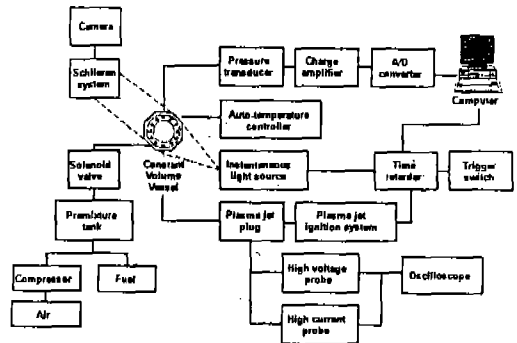 Camera
Schlieren
system
Pressure
transducer
Charge
amplifier
A/D
converter
Computer
Auto-temperature
controller
Solenoid
valve
Constant
Volume
Vessel
Instantaneous
light source
Time
retarder
Trigger
switch
Premixture
tank
Plasma jet
plug
Plasma jet
ignition system
Compresser
Fuel
High voltage
probe
Oscilloscope
Air
High current
probe